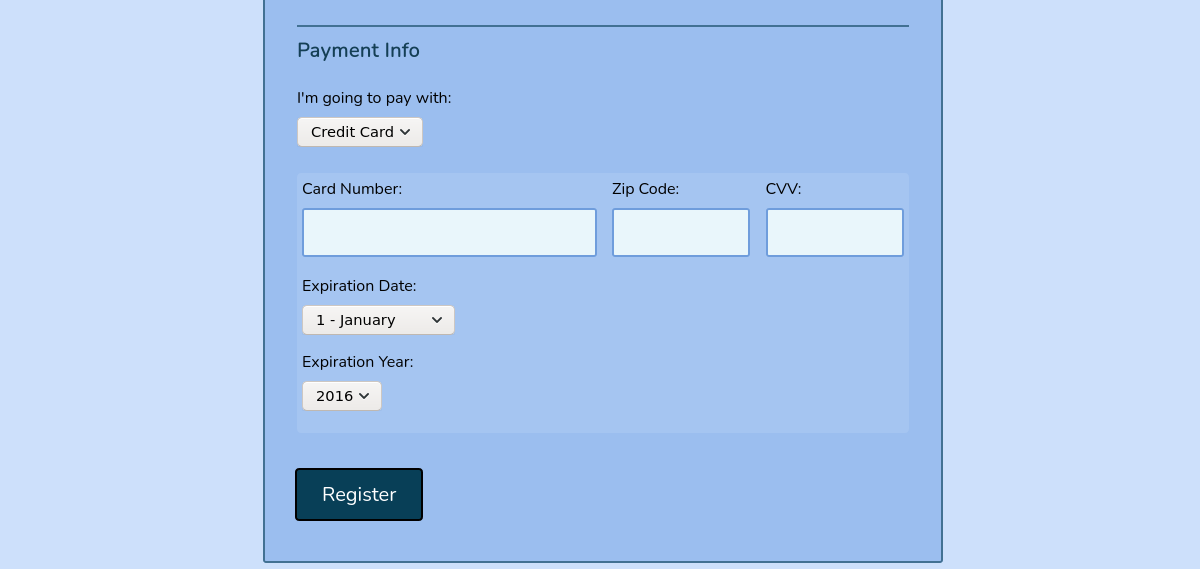 Payment Info
I'm going to pay with:
Credit Card
Card Number: Zip Code: CVV:
Expiration Date:
1 - January
Expiration Year:
2016
Register